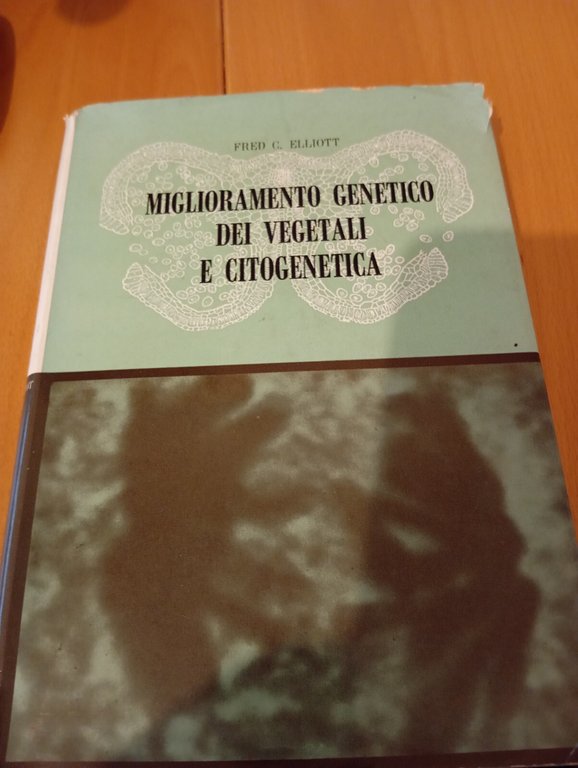 FRED C. ELLIOTT
MIGLIORAMENTO GENETICO
DEI VEGETALI
E CITOGENETICA